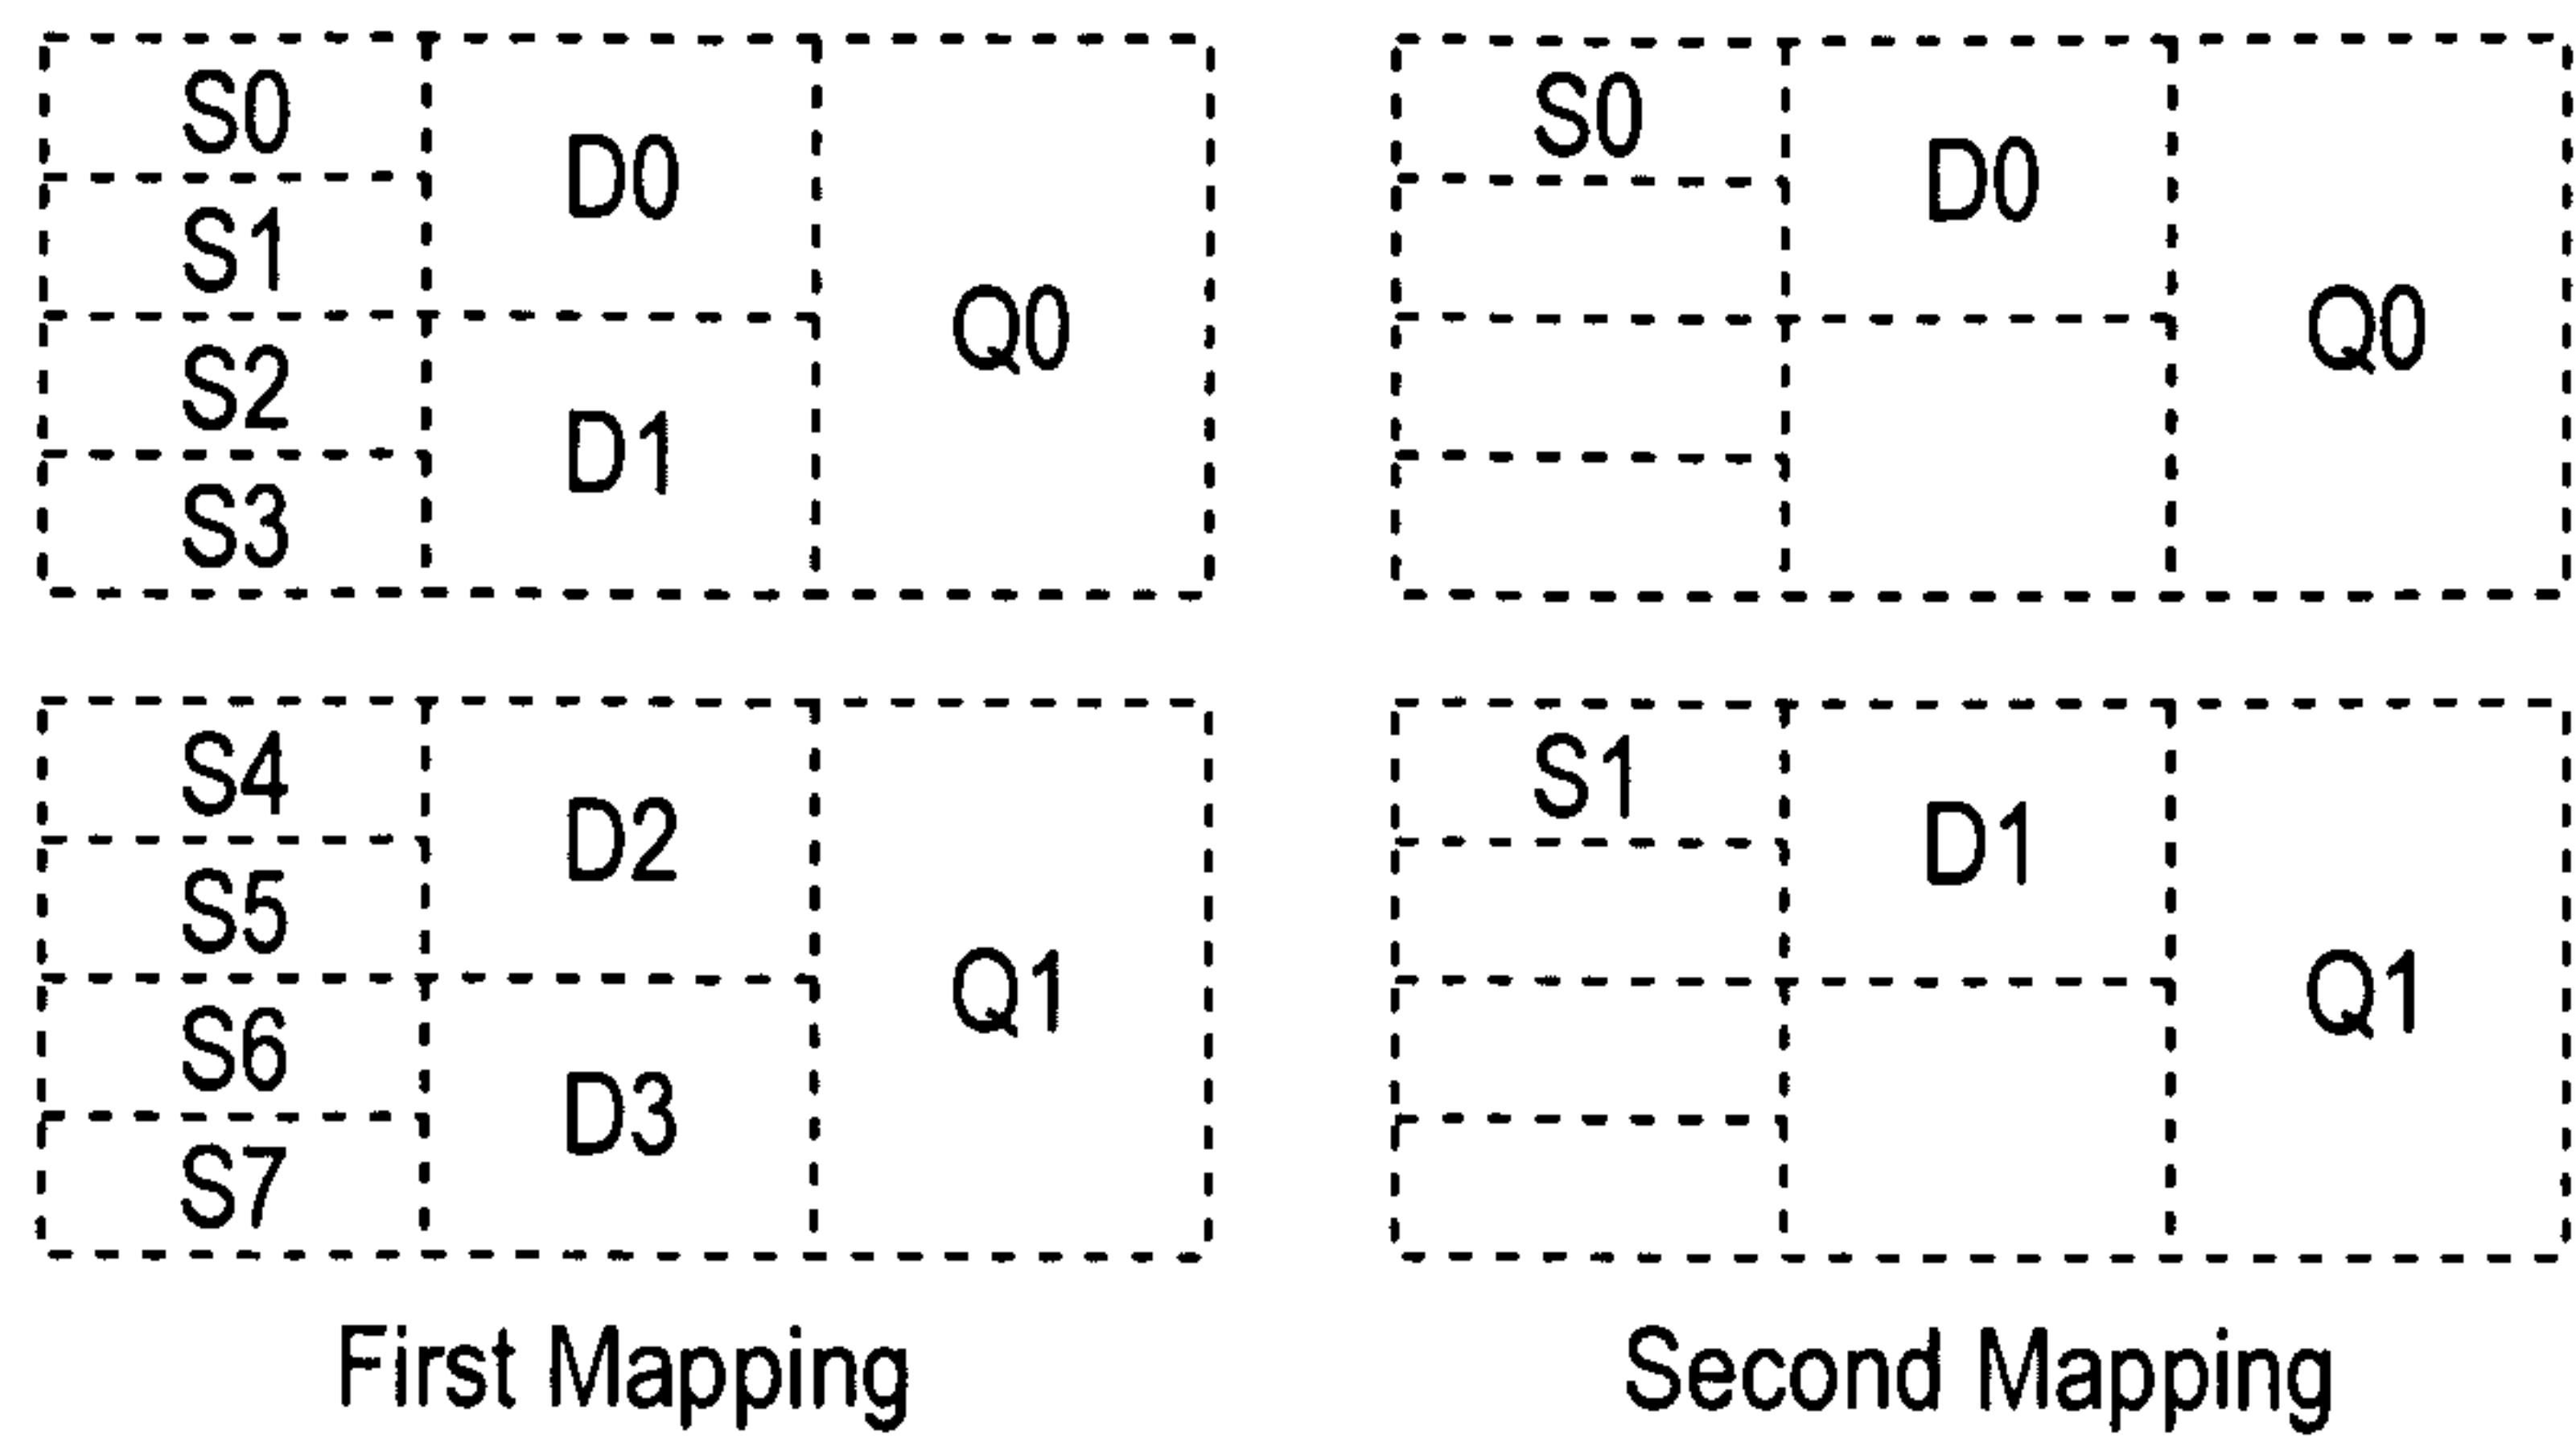 S0
D0
S1
Q0
S2
D1
S3
S0
D0
Q0
S4
D2
S5
Q1
S6
D3
S7
S1
D1
Q1
First Mapping
Second Mapping